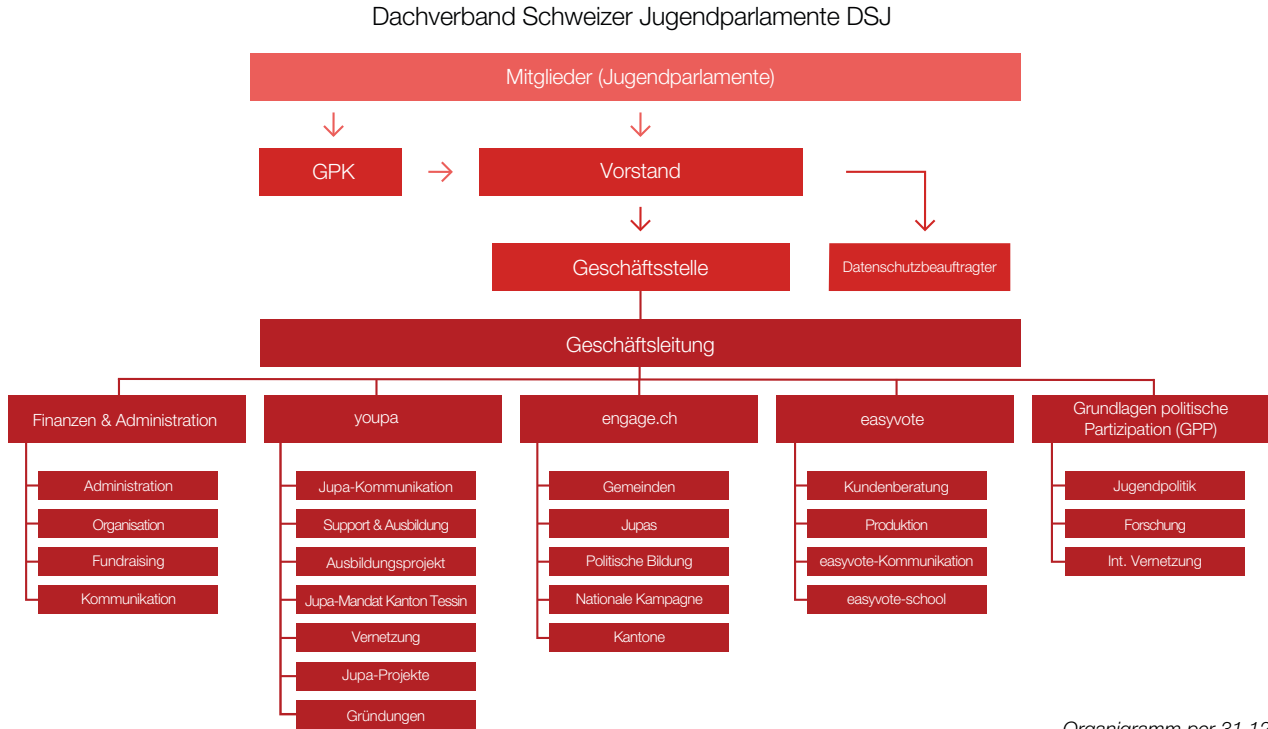 Dachverband Schweizer Jugendparlamente DSJ
Mitglieder (Jugendparlamente)
GPK
Vorstand
Geschäftsstelle
Datenschutzbeauftragter
Geschäftsleitung
Finanzen & Administration
Administration
Organisation
Fundraising
Kommunikation
youpa
Jupa-Kommunikation
Support & Ausbildung
Ausbildungsprojekt
Jupa-Mandat Kanton Tessin
Vernetzung
Jupa-Projekte
Gründungen
engage.ch
Gemeinden
Jupas
Politische Bildung
Nationale Kampagne
Kantone
easyvote
Kundenberatung
Produktion
easyvote-Kommunikation
easyvote-school
Grundlagen politische
Partizipation (GPP)
Jugendpolitik
Forschung
Int. Vernetzung
Organigramm per 31.12